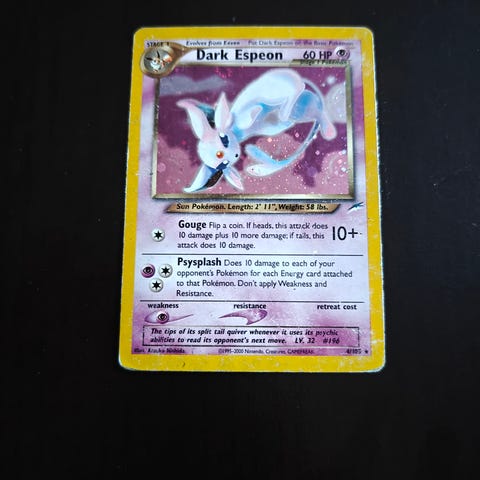 STAGE 1 Evolves from Eevee Put Dark Espeon on the Basic Pokémon
Dark Espeon 60 HP
Stage 1 Pokémon
Sun Pokémon. Length: 2' 11", Weight: 58 lbs.
Gouge Flip a coin. If heads, this attack does
10 damage plus 10 more damage; if tails, this
attack does 10 damage.
10+
Psysplash Does 10 damage to each of your
opponent's Pokémon for each Energy card attached
to that Pokémon. Don't apply Weakness and
Resistance.
weakness resistance retreat cost
The tips of its split tail quiver whenever it uses its psychic
abilities to read its opponent's next move. LV. 32 #196
Illus. Atsuko Nishida ©1995-2000 Nintendo, Creatures, GAMEFREAK. 4/105 ★